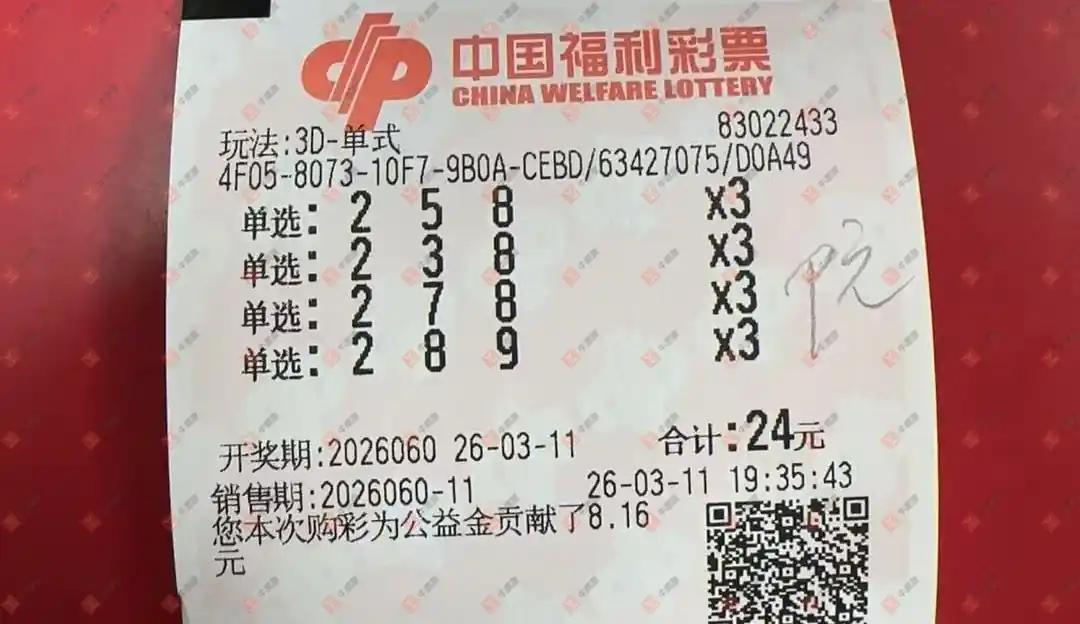 中国福利彩票
CHINA WELFARE LOTTERY
玩法:3D-单式 83022433
4F05-8073-10F7-9B0A-CEBD/63427075/D0A49
单选: 2 5 8 x3
单选: 2 3 8 x3
单选: 2 7 8 x3
单选: 2 8 9 x3
开奖期:2026060 26-03-11 合计:24元
销售期:2026060-11 26-03-11 19:35:43
您本次购彩为公益金贡献了8.16
元